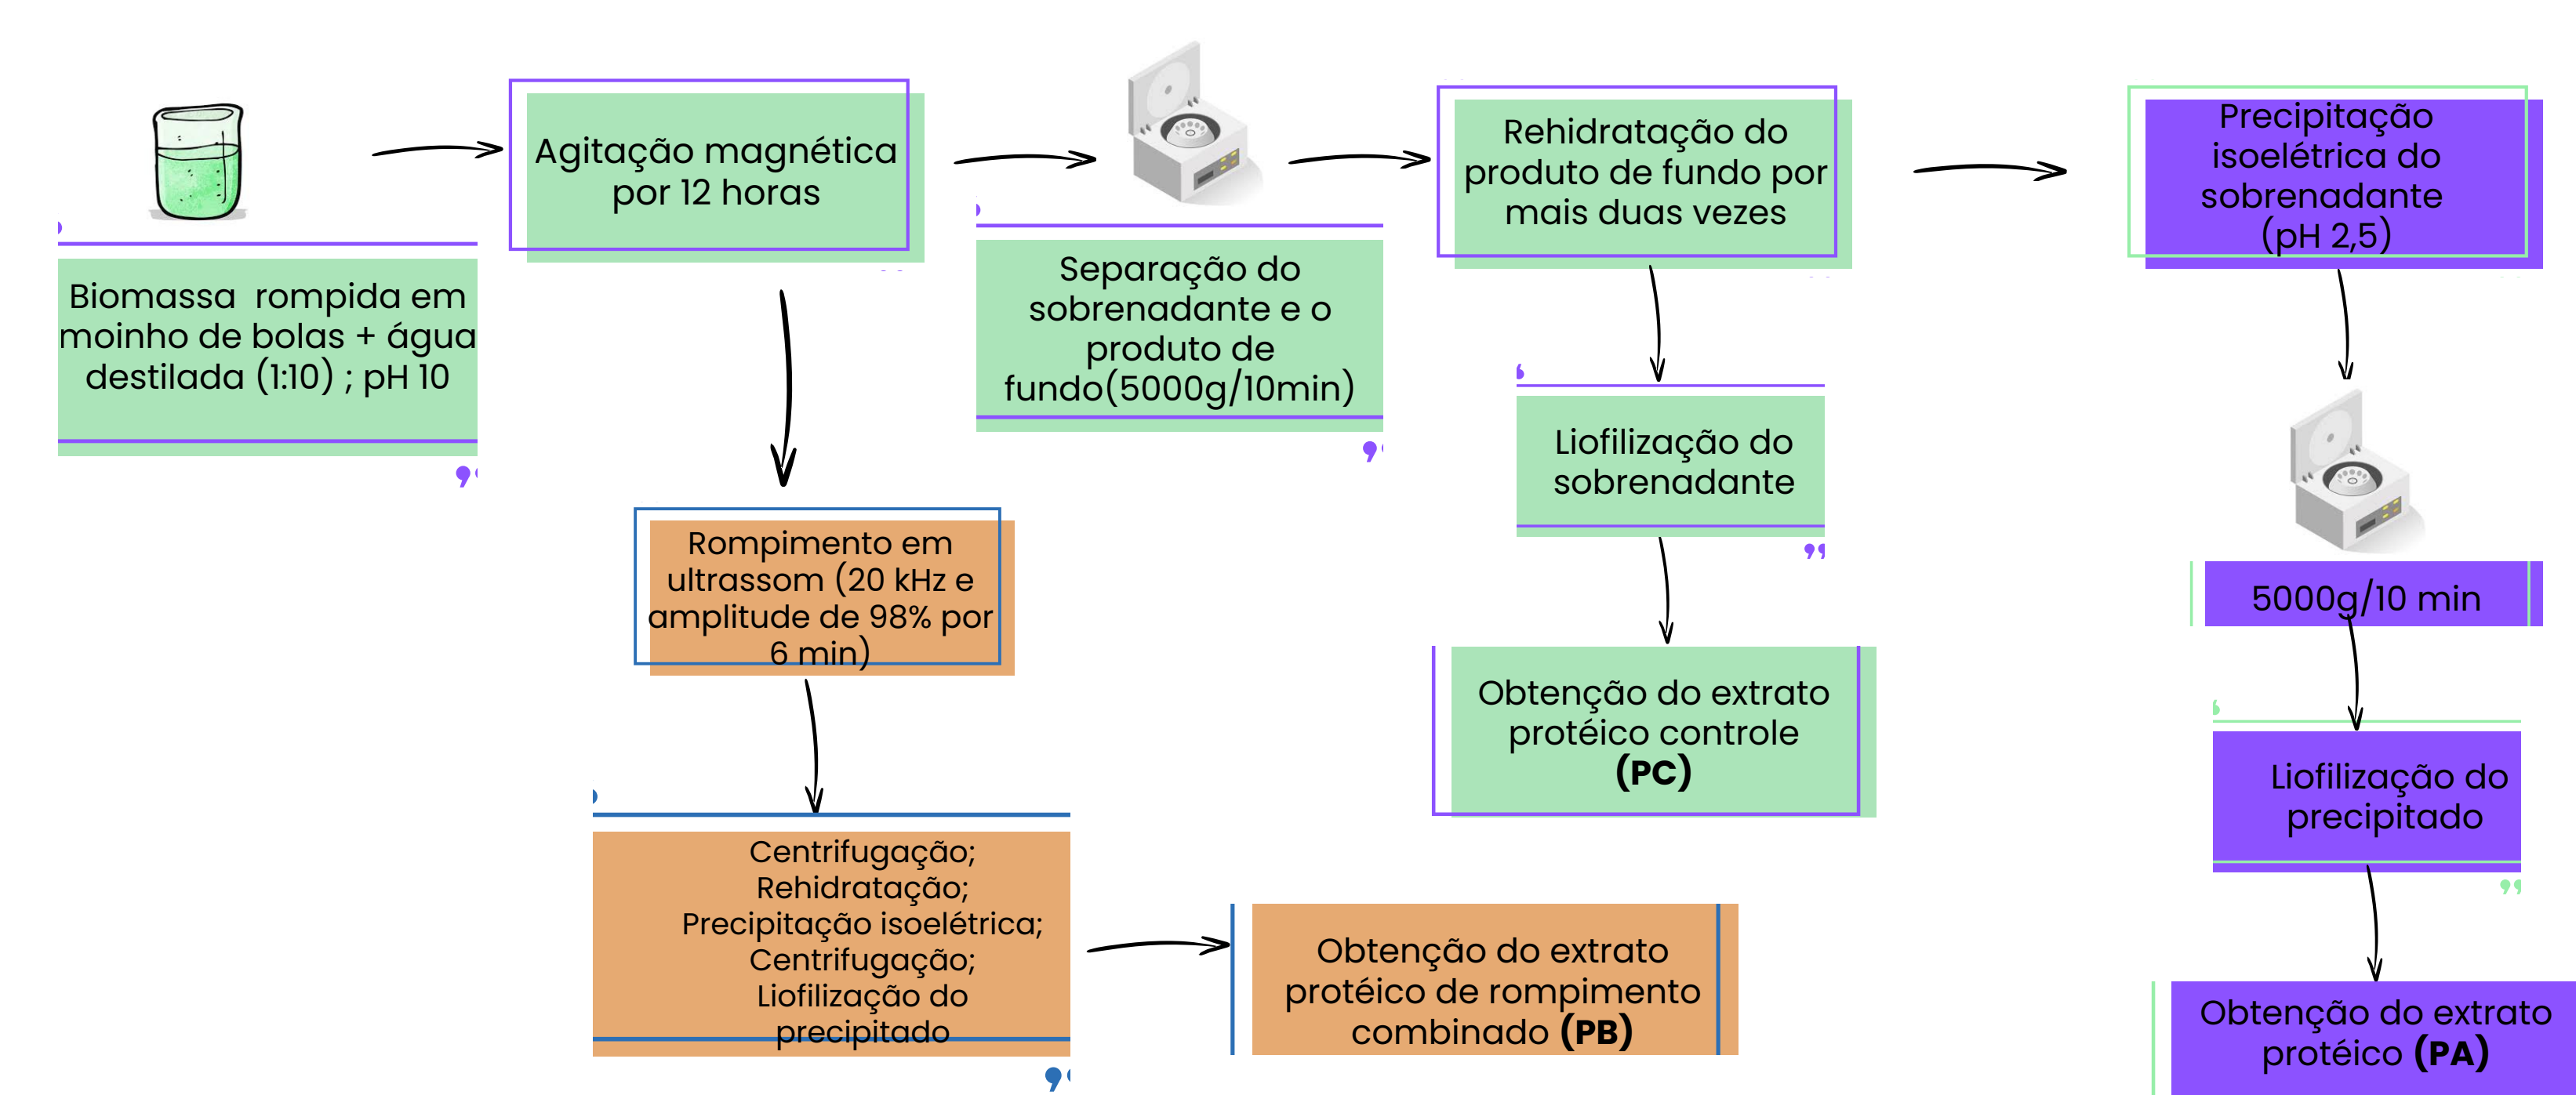 Biomassa rompida em
moinho de bolas + água
destilada (1:10) ; pH 10
Agitação magnética
por 12 horas
Separação do
sobrenadante e o
produto de
fundo(5000g/10min)
Rehidratação do
produto de fundo por
mais duas vezes
Precipitação
isoelétrica do
sobrenadante
(pH 2,5)
Liofilização do
sobrenadante
Obtenção do extrato
protéico controle
(PC)
Rompimento em
ultrassom (20 kHz e
amplitude de 98% por
6 min)
Centrifugação;
Rehidratação;
Precipitação isoelétrica;
Centrifugação;
Liofilização do
precipitado
Obtenção do extrato
protéico de rompimento
combinado (PB)
5000g/10 min
Liofilização do
precipitado
Obtenção do extrato
protéico (PA)